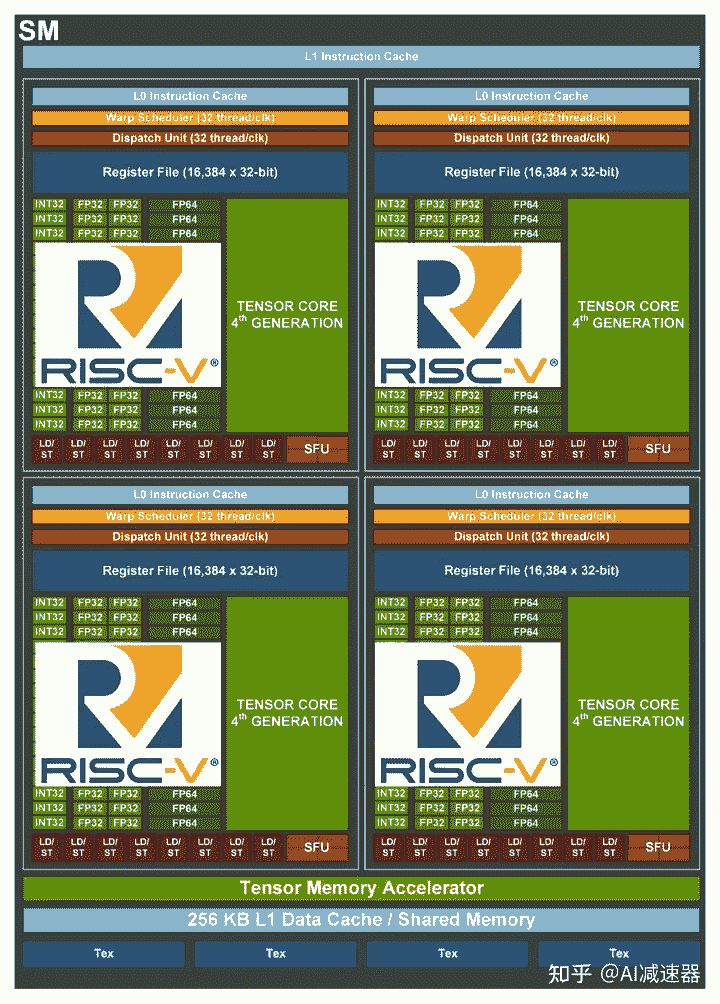 SM
L1 Instruction Cache
L0 Instruction Cache
Warp Scheduler (32 thread/clk)
Dispatch Unit (32 thread/clk)
Register File (16,384 x 32-bit)
INT32 FP32 FP32 FP64
INT32 FP32 FP32 FP64
INT32 FP32 FP32 FP64
RISC-V®
TENSOR CORE
4th GENERATION
INT32 FP32 FP32 FP64
INT32 FP32 FP32 FP64
INT32 FP32 FP32 FP64
LD/ LD/ LD/ LD/ LD/ LD/ LD/ LD/
ST ST ST ST ST ST ST ST
SFU
L0 Instruction Cache
Warp Scheduler (32 thread/clk)
Dispatch Unit (32 thread/clk)
Register File (16,384 x 32-bit)
INT32 FP32 FP32 FP64
INT32 FP32 FP32 FP64
INT32 FP32 FP32 FP64
RISC-V®
TENSOR CORE
4th GENERATION
INT32 FP32 FP32 FP64
INT32 FP32 FP32 FP64
INT32 FP32 FP32 FP64
LD/ LD/ LD/ LD/ LD/ LD/ LD/ LD/
ST ST ST ST ST ST ST ST
SFU
L0 Instruction Cache
Warp Scheduler (32 thread/clk)
Dispatch Unit (32 thread/clk)
Register File (16,384 x 32-bit)
INT32 FP32 FP32 FP64
INT32 FP32 FP32 FP64
INT32 FP32 FP32 FP64
RISC-V®
TENSOR CORE
4th GENERATION
INT32 FP32 FP32 FP64
INT32 FP32 FP32 FP64
INT32 FP32 FP32 FP64
LD/ LD/ LD/ LD/ LD/ LD/ LD/ LD/
ST ST ST ST ST ST ST ST
SFU
L0 Instruction Cache
Warp Scheduler (32 thread/clk)
Dispatch Unit (32 thread/clk)
Register File (16,384 x 32-bit)
INT32 FP32 FP32 FP64
INT32 FP32 FP32 FP64
INT32 FP32 FP32 FP64
RISC-V®
TENSOR CORE
4th GENERATION
INT32 FP32 FP32 FP64
INT32 FP32 FP32 FP64
INT32 FP32 FP32 FP64
LD/ LD/ LD/ LD/ LD/ LD/ LD/ LD/
ST ST ST ST ST ST ST ST
SFU
Tensor Memory Accelerator
256 KB L1 Data Cache / Shared Memory
Tex Tex Tex Tex
知乎 @AI减速器